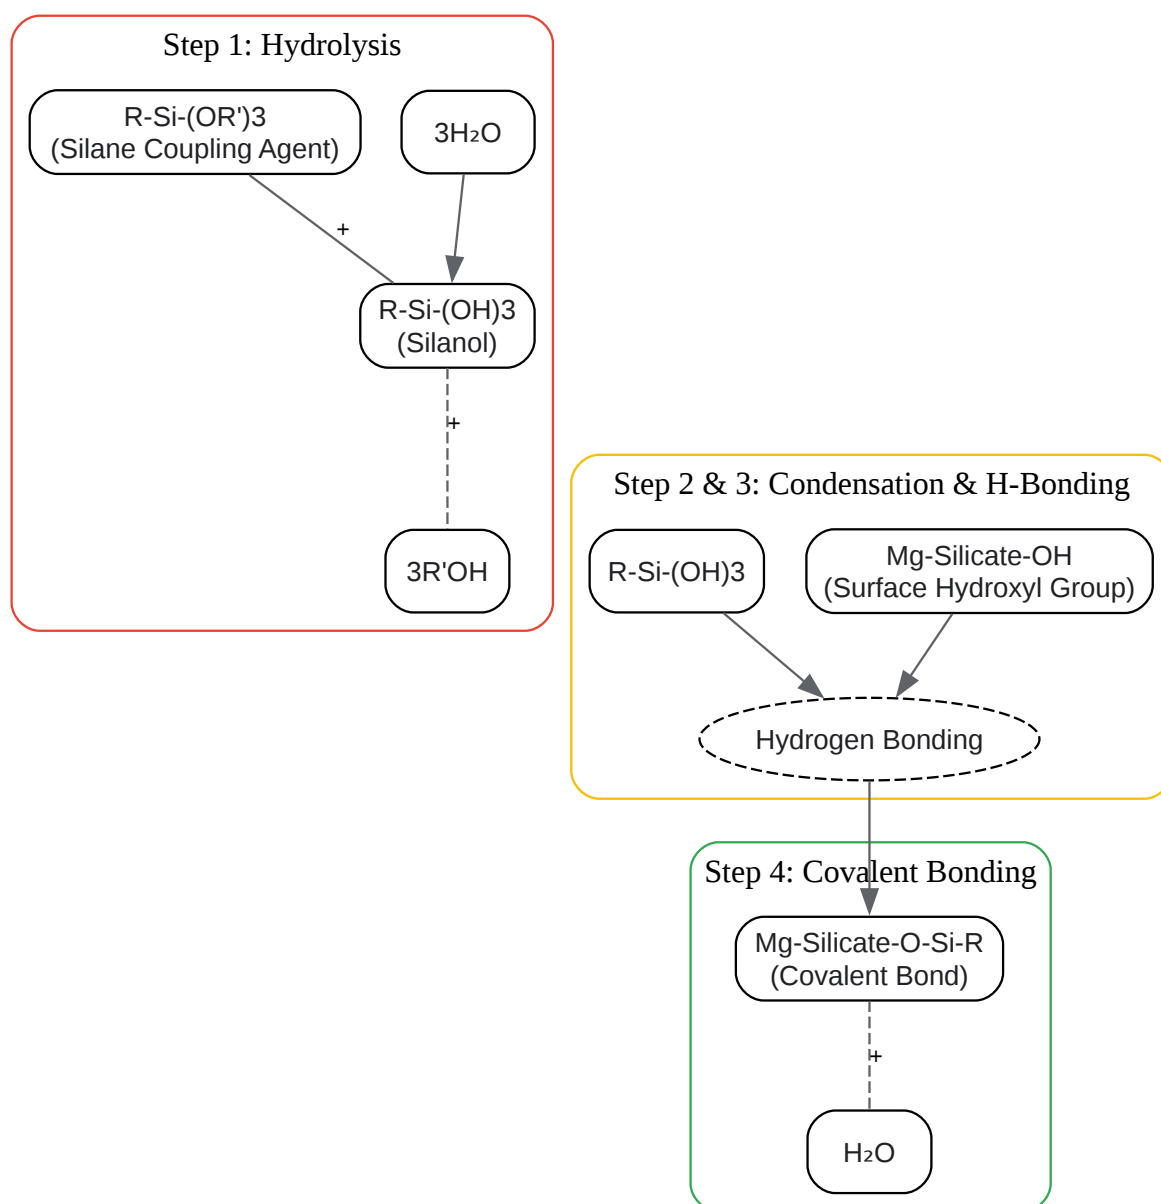 Step 1: Hydrolysis
R-Si-(OR')3
(Silane Coupling Agent)
3H₂O
+
R-Si-(OH)3
(Silanol)
+
3R'OH
Step 2 & 3: Condensation & H-Bonding
R-Si-(OH)3
Mg-Silicate-OH
(Surface Hydroxyl Group)
Hydrogen Bonding
Step 4: Covalent Bonding
Mg-Silicate-O-Si-R
(Covalent Bond)
+
H₂O